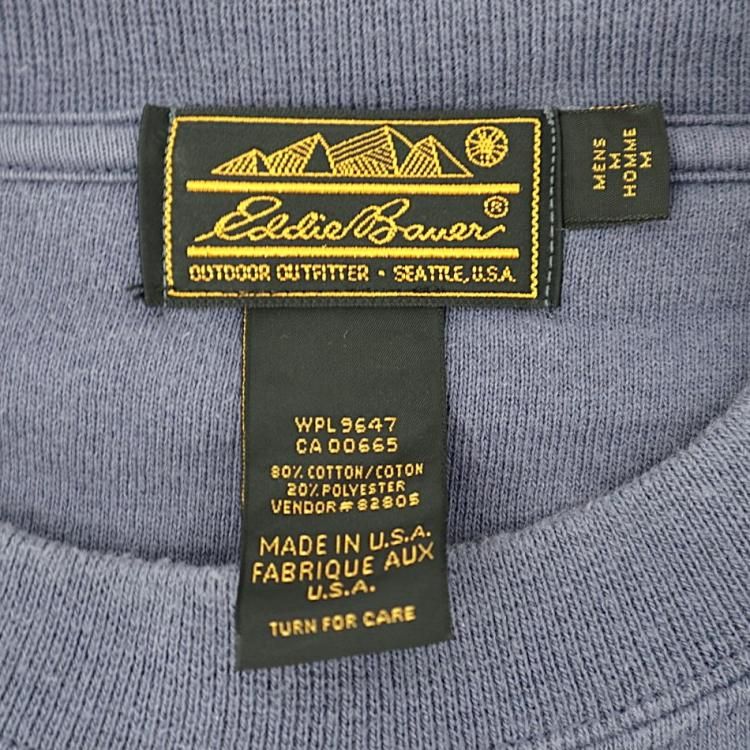 Eddie Bauer®
OUTDOOR OUTFITTER • SEATTLE, U.S.A.
MENS
M
HOMME
M
WPL 9647
CA 00665
80% COTTON/COTON
20% POLYESTER
VENDOR# 82805
MADE IN U.S.A.
FABRIQUE AUX
U.S.A.
TURN FOR CARE